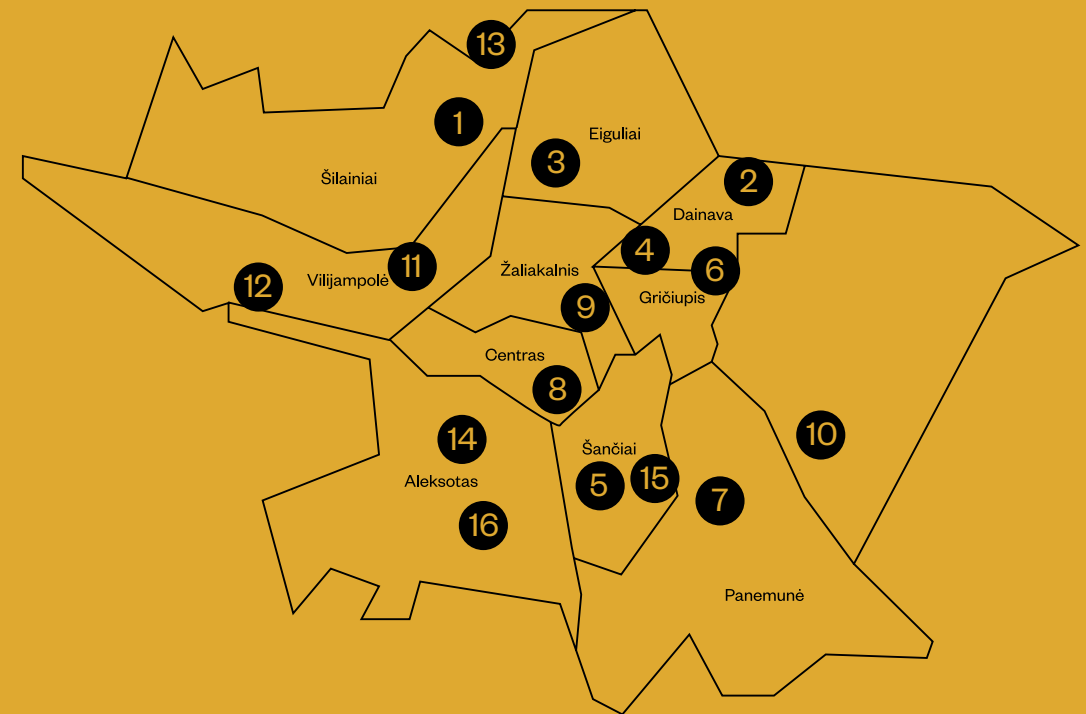 13
1
Eiguliai
3
Šilainiai
2
Dainava
4
11
Žaliakalnis
6
Vilijampolė
12
Gričiupis
9
Centras
8
14
10
Šančiai
Aleksotas
5
15
7
16
Panemunė